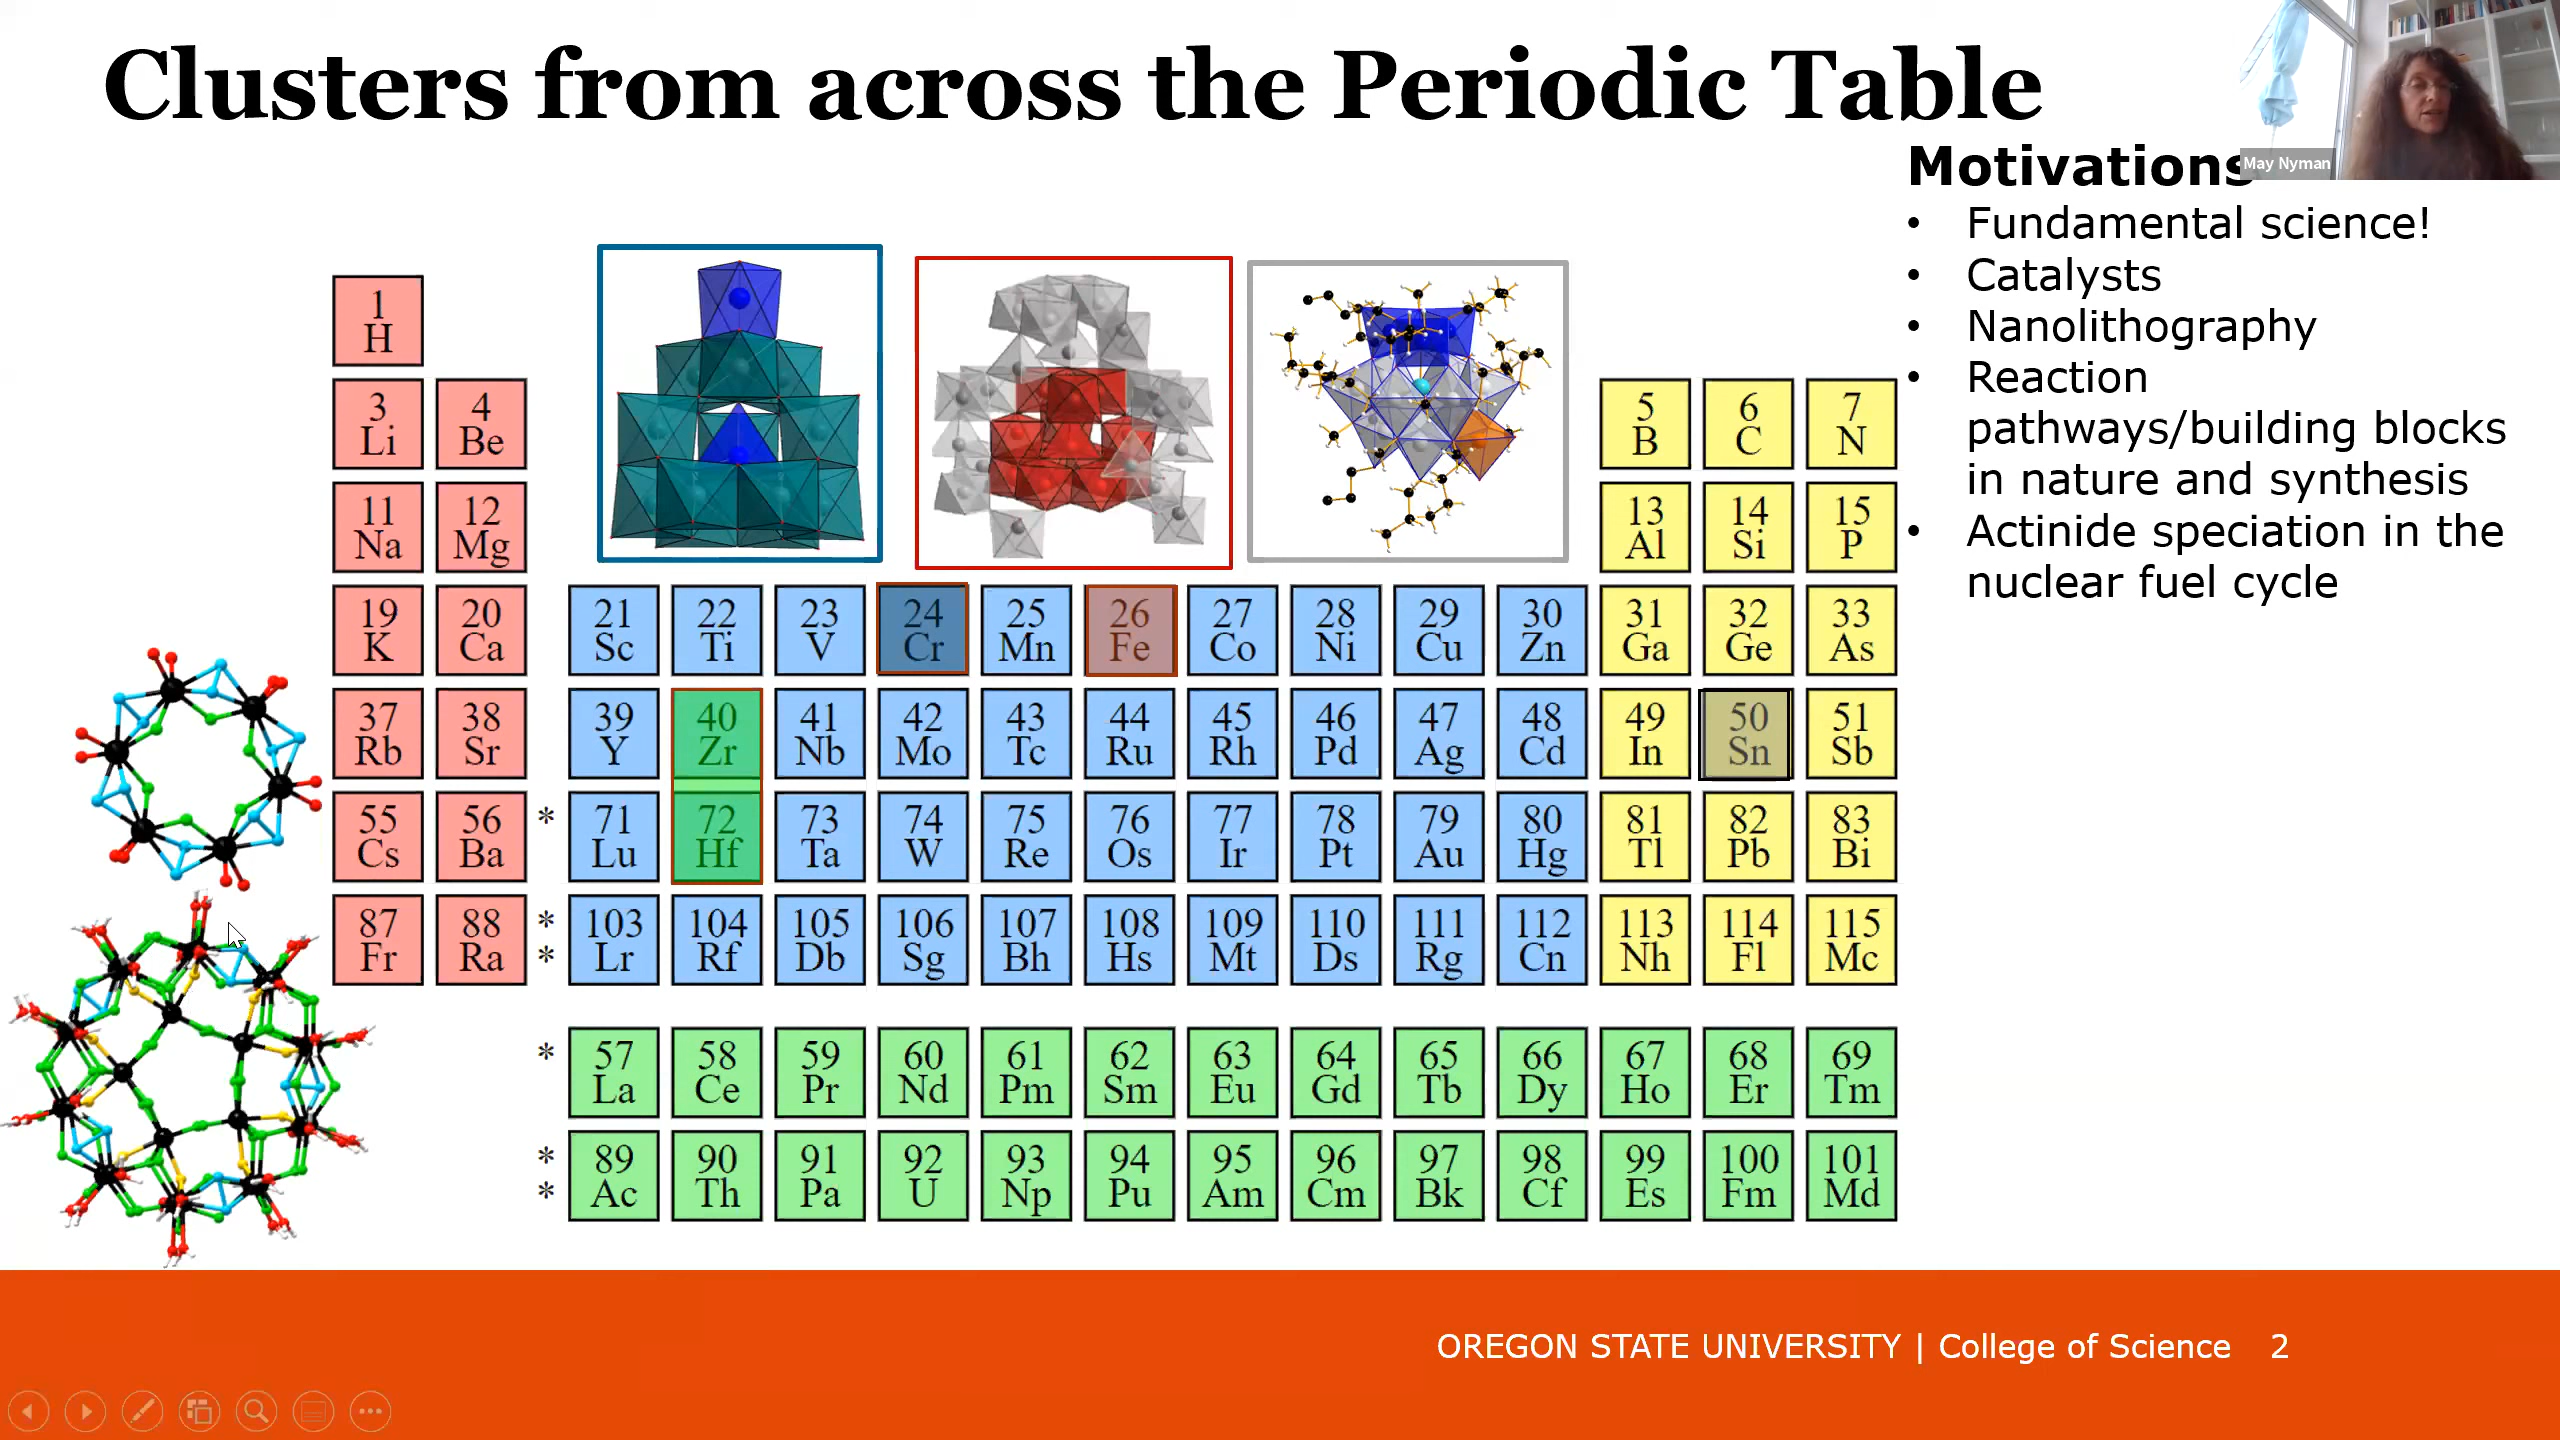 Clusters from across the Periodic Table
May Nyman
Motivations
• Fundamental science!
• Catalysts
• Nanolithography
• Reaction
pathways/building blocks
in nature and synthesis
• Actinide speciation in the
nuclear fuel cycle
1
H
3 4 5 6 7
Li Be B C N
11 12 13 14 15
Na Mg Al Si P
19 20 21 22 23 24 25 26 27 28 29 30 31 32 33
K Ca Sc Ti V Cr Mn Fe Co Ni Cu Zn Ga Ge As
37 38 39 40 41 42 43 44 45 46 47 48 49 50 51
Rb Sr Y Zr Nb Mo Tc Ru Rh Pd Ag Cd In Sn Sb
55 56 * 71 72 73 74 75 76 77 78 79 80 81 82 83
Cs Ba Lu Hf Ta W Re Os Ir Pt Au Hg Tl Pb Bi
87 88 * 103 104 105 106 107 108 109 110 111 112 113 114 115
Fr Ra * Lr Rf Db Sg Bh Hs Mt Ds Rg Cn Nh Fl Mc
* 57 58 59 60 61 62 63 64 65 66 67 68 69
La Ce Pr Nd Pm Sm Eu Gd Tb Dy Ho Er Tm
* 89 90 91 92 93 94 95 96 97 98 99 100 101
* Ac Th Pa U Np Pu Am Cm Bk Cf Es Fm Md
OREGON STATE UNIVERSITY | College of Science 2